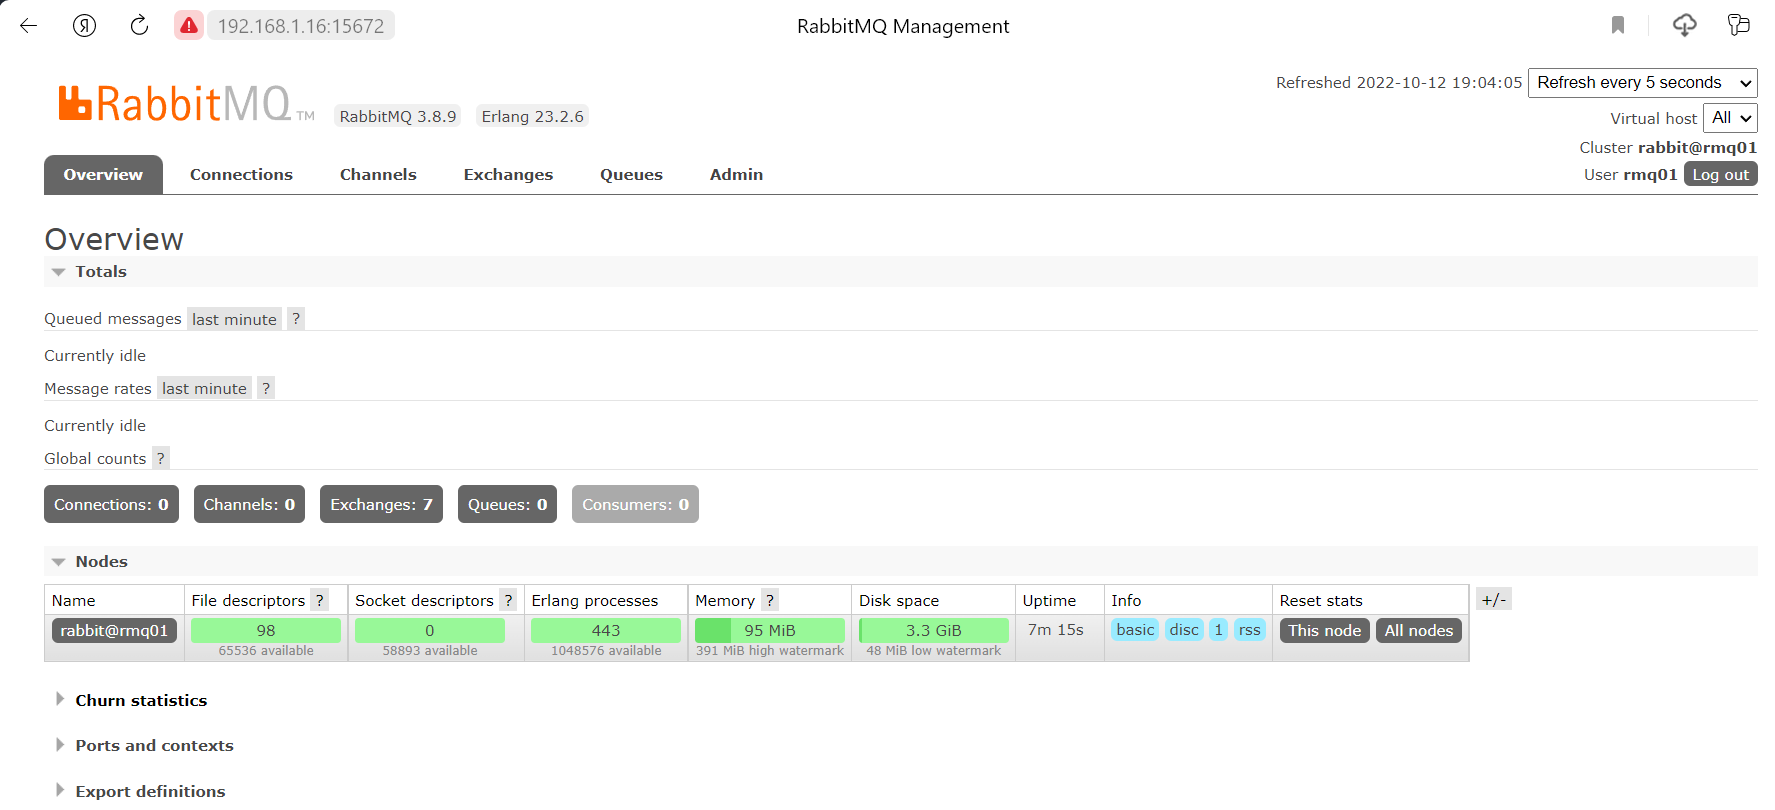 Я 192.168.1.16:15672 RabbitMQ Management
Refreshed 2022-10-12 19:04:05 Refresh every 5 seconds
RabbitMQ TM RabbitMQ 3.8.9 Erlang 23.2.6
Virtual host All
Cluster rabbit@rmq01
User rmq01 Log out
Overview Connections Channels Exchanges Queues Admin
Overview
Totals
Queued messages last minute ?
Currently idle
Message rates last minute ?
Currently idle
Global counts ?
Connections: 0 Channels: 0 Exchanges: 7 Queues: 0 Consumers: 0
Nodes
Name File descriptors ? Socket descriptors ? Erlang processes Memory ? Disk space Uptime Info Reset stats +/-
rabbit@rmq01 98 0 443 95 MiB 3.3 GiB 7m 15s basic disc 1 rss This node All nodes
65536 available 58893 available 1048576 available 391 MiB high watermark 48 MiB low watermark
Churn statistics
Ports and contexts
Export definitions